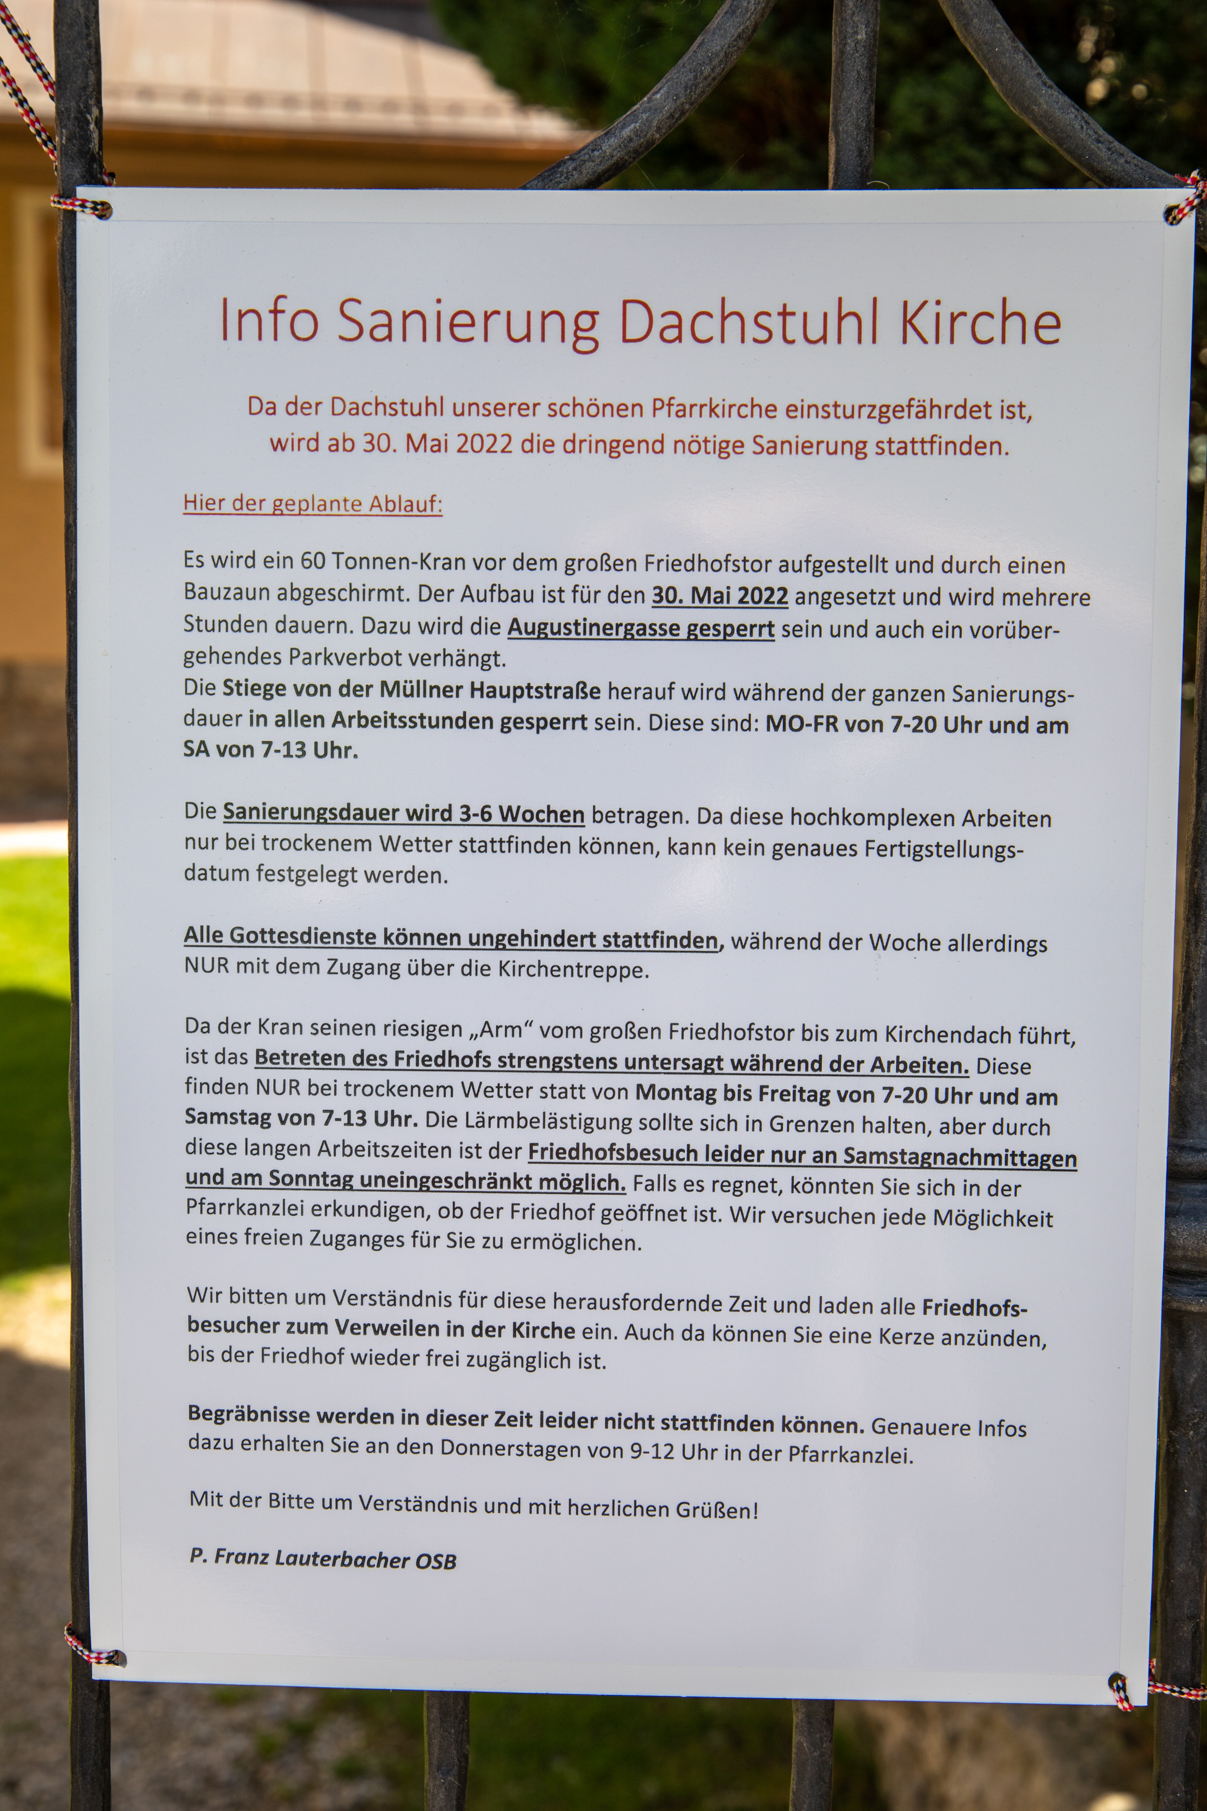 Info Sanierung Dachstuhl Kirche
Da der Dachstuhl unserer schönen Pfarrkirche einsturzgefährdet ist,
wird ab 30. Mai 2022 die dringend nötige Sanierung stattfinden.
Hier der geplante Ablauf:
Es wird ein 60 Tonnen-Kran vor dem großen Friedhofstor aufgestellt und durch einen
Bauzaun abgeschirmt. Der Aufbau ist für den 30. Mai 2022 angesetzt und wird mehrere
Stunden dauern. Dazu wird die Augustinergasse gesperrt sein und auch ein vorüber-
gehendes Parkverbot verhängt.
Die Stiege von der Müllner Hauptstraße herauf wird während der ganzen Sanierungs-
dauer in allen Arbeitsstunden gesperrt sein. Diese sind: MO-FR von 7-20 Uhr und am
SA von 7-13 Uhr.
Die Sanierungsdauer wird 3-6 Wochen betragen. Da diese hochkomplexen Arbeiten
nur bei trockenem Wetter stattfinden können, kann kein genaues Fertigstellungs-
datum festgelegt werden.
Alle Gottesdienste können ungehindert stattfinden, während der Woche allerdings
NUR mit dem Zugang über die Kirchentreppe.
Da der Kran seinen riesigen „Arm“ vom großen Friedhofstor bis zum Kirchendach führt,
ist das Betreten des Friedhofs strengstens untersagt während der Arbeiten. Diese
finden NUR bei trockenem Wetter statt von Montag bis Freitag von 7-20 Uhr und am
Samstag von 7-13 Uhr. Die Lärmbelästigung sollte sich in Grenzen halten, aber durch
diese langen Arbeitszeiten ist der Friedhofsbesuch leider nur an Samstagnachmittagen
und am Sonntag uneingeschränkt möglich. Falls es regnet, könnten Sie sich in der
Pfarrkanzlei erkundigen, ob der Friedhof geöffnet ist. Wir versuchen jede Möglichkeit
eines freien Zuganges für Sie zu ermöglichen.
Wir bitten um Verständnis für diese herausfordernde Zeit und laden alle Friedhofs-
besucher zum Verweilen in der Kirche ein. Auch da können Sie eine Kerze anzünden,
bis der Friedhof wieder frei zugänglich ist.
Begräbnisse werden in dieser Zeit leider nicht stattfinden können. Genauere Infos
dazu erhalten Sie an den Donnerstagen von 9-12 Uhr in der Pfarrkanzlei.
Mit der Bitte um Verständnis und mit herzlichen Grüßen!
P. Franz Lauterbacher OSB